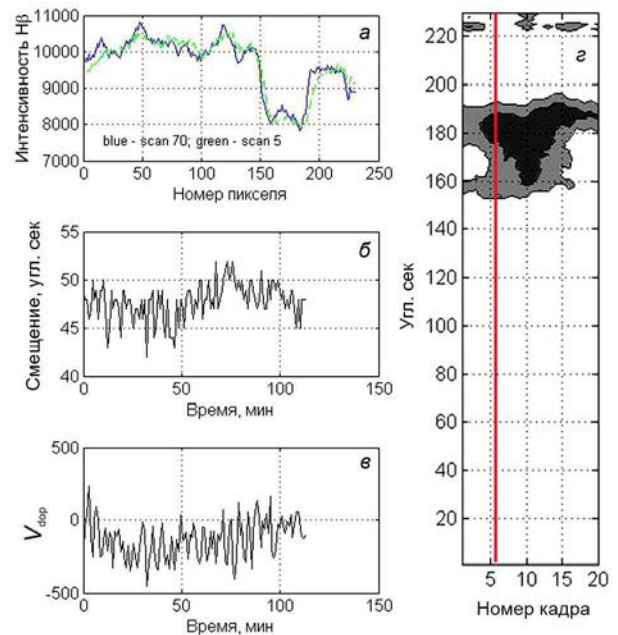 11000
10000
9000
8000
7000
Интенсивность Hβ
а
blue - scan 70; green - scan 5
0 50 100 150 200 250
Номер пикселя
55
50
45
40
Смещение, угл. сек
б
0 50 100 150
Время, мин
500
0
-500
V dop
в
0 50 100 150
Время, мин
г
220
200
180
160
140
120
100
80
60
40
20
Угл. сек
5 10 15 20
Номер кадра